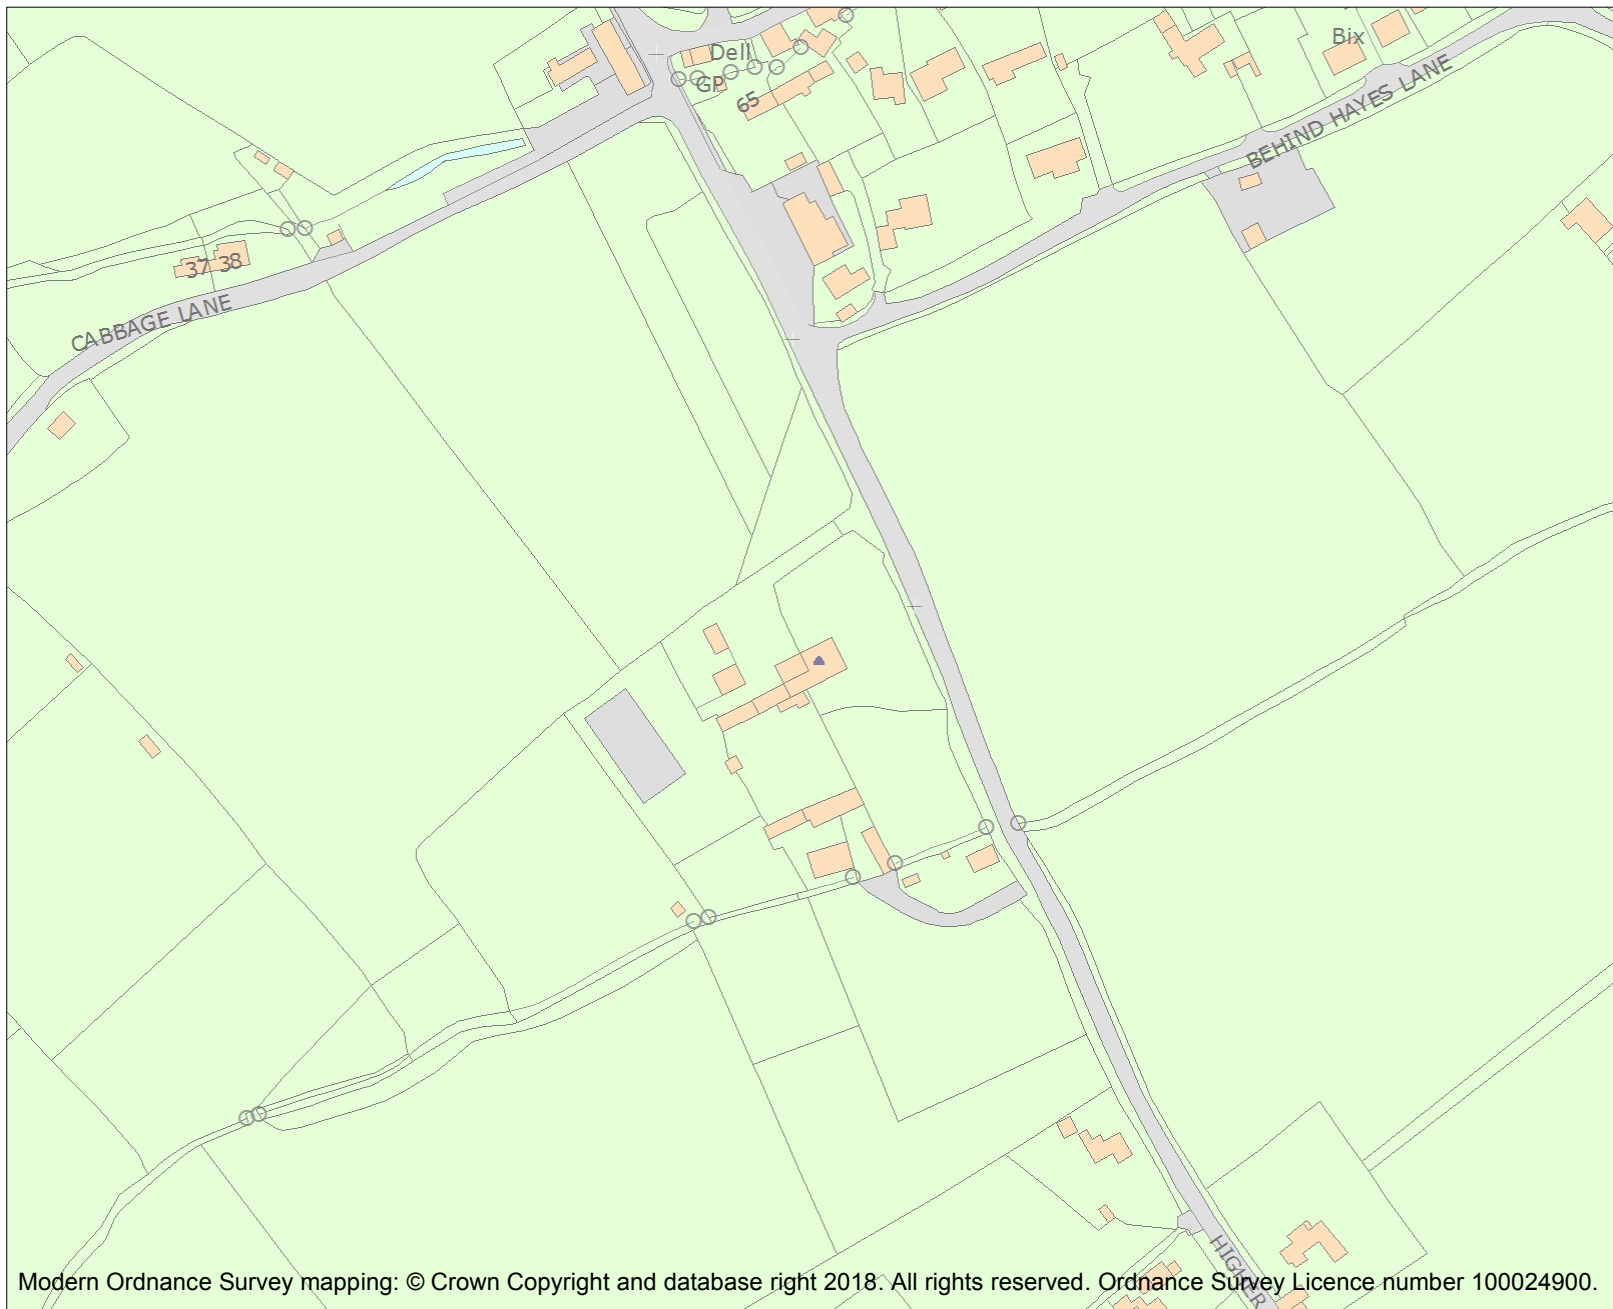 Dell
GP
65
Bix
BEHIND HAYES LANE
37 38
CABBAGE LANE
HIGHER
Modern Ordnance Survey mapping: © Crown Copyright and database right 2018. All rights reserved. Ordnance Survey Licence number 100024900.